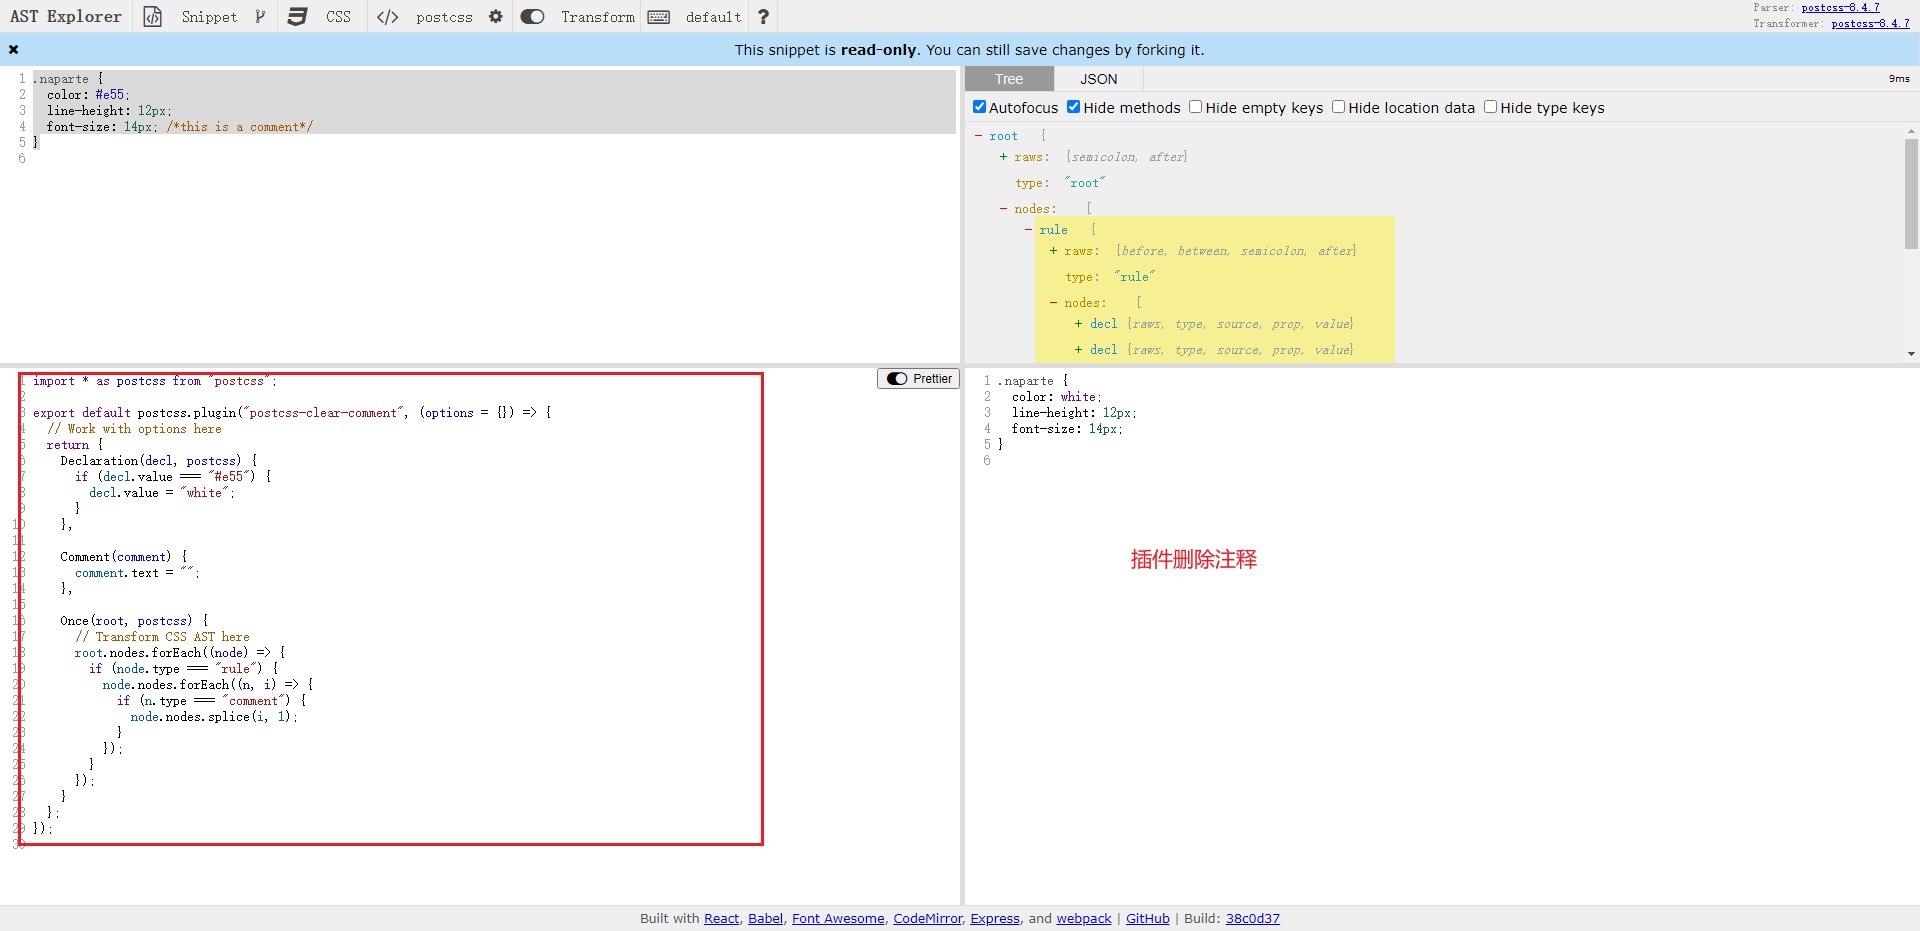 AST Explorer Snippet CSS </> postcss Transform default ?
Parser: postcss-8.4.7
Transformer: postcss-8.4.7
This snippet is read-only. You can still save changes by forking it.
1 .naparte {
2 color: #e55;
3 line-height: 12px;
4 font-size: 14px; /*this is a comment*/
5 }
6
Tree JSON 9ms
Autofocus Hide methods Hide empty keys Hide location data Hide type keys
- root {
+ raws: {semicolon, after}
type: "root"
- nodes: [
- rule {
+ raws: {before, between, semicolon, after}
type: "rule"
- nodes: [
+ decl {raws, type, source, prop, value}
+ decl {raws, type, source, prop, value}
Prettier
1 import * as postcss from "postcss";
2
3 export default postcss.plugin("postcss-clear-comment", (options = {}) => {
4 // Work with options here
5 return {
6 Declaration(decl, postcss) {
7 if (decl.value === "#e55") {
8 decl.value = "white";
9 }
10 },
11
12 Comment(comment) {
13 comment.text = "";
14 },
15
16 Once(root, postcss) {
17 // Transform CSS AST here
18 root.nodes.forEach((node) => {
19 if (node.type === "rule") {
20 node.nodes.forEach((n, i) => {
21 if (n.type === "comment") {
22 node.nodes.splice(i, 1);
23 }
24 });
25 }
26 });
27 }
28 };
29 });
30
1 .naparte {
2 color: white;
3 line-height: 12px;
4 font-size: 14px;
5 }
6
插件删除注释
Built with React, Babel, Font Awesome, CodeMirror, Express, and webpack | GitHub | Build: 38c0d37